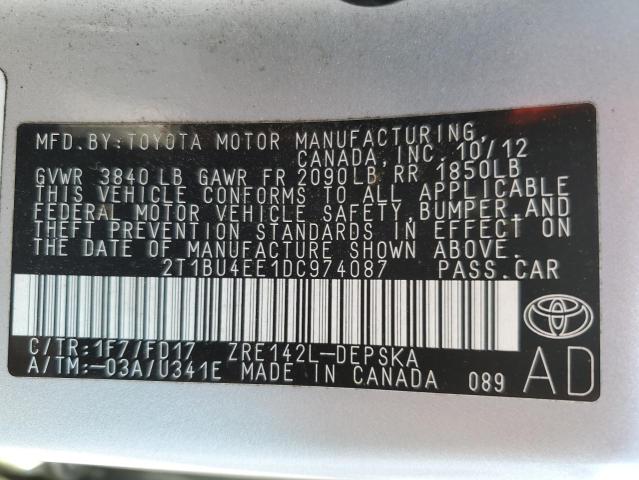 MFD.BY:TOYOTA MOTOR MANUFACTURING,
CANADA, INC. 10/12
GVWR 3840 LB GAWR FR 2090LB, RR 1850LB
THIS VEHICLE CONFORMS TO ALL APPLICABLE
FEDERAL MOTOR VEHICLE SAFETY, BUMPER, AND
THEFT PREVENTION STANDARDS IN EFFECT ON
THE DATE OF MANUFACTURE SHOWN ABOVE.
2T1BU4EE1DC974087 PASS.CAR
C/TR:1F7/FD17 ZRE142L-DEPSKA
A/TM:-03A/U341E MADE IN CANADA 089 AD